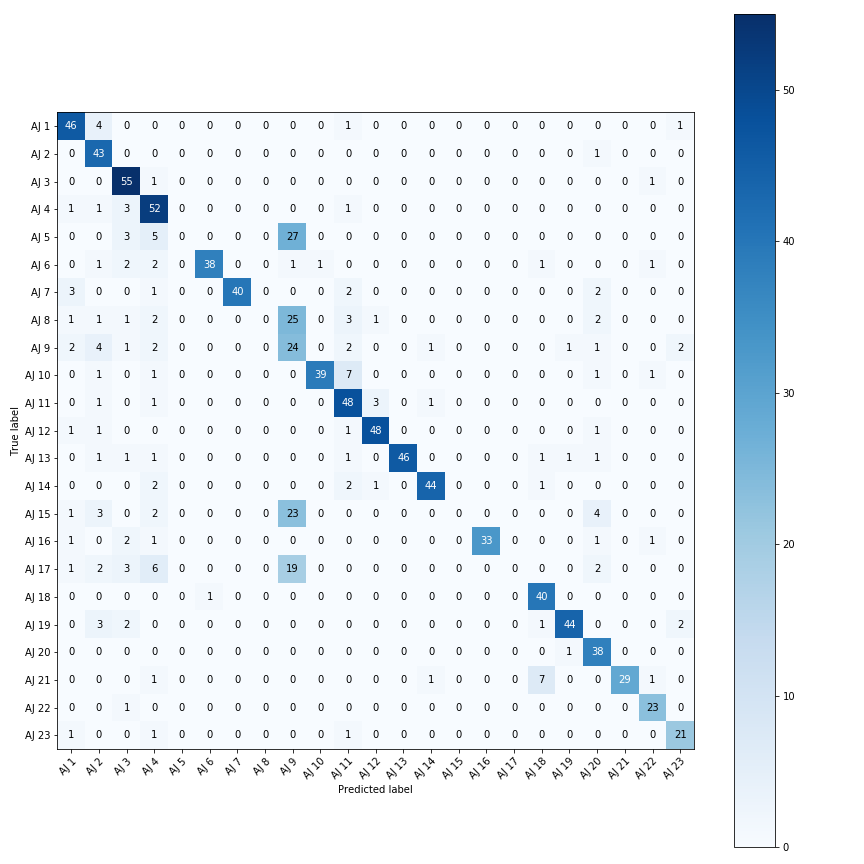 AJ 1 46 4 0 0 0 0 0 0 0 0 1 0 0 0 0 0 0 0 0 0 0 0 1
AJ 2 0 43 0 0 0 0 0 0 0 0 0 0 0 0 0 0 0 0 0 1 0 0 0
AJ 3 0 0 55 1 0 0 0 0 0 0 0 0 0 0 0 0 0 0 0 0 0 1 0
AJ 4 1 1 3 52 0 0 0 0 0 0 1 0 0 0 0 0 0 0 0 0 0 0 0
AJ 5 0 0 3 5 0 0 0 0 27 0 0 0 0 0 0 0 0 0 0 0 0 0 0
AJ 6 0 1 2 2 0 38 0 0 1 1 0 0 0 0 0 0 0 1 0 0 0 1 0
AJ 7 3 0 0 1 0 0 40 0 0 0 2 0 0 0 0 0 0 0 0 2 0 0 0
AJ 8 1 1 1 2 0 0 0 0 25 0 3 1 0 0 0 0 0 0 0 2 0 0 0
AJ 9 2 4 1 2 0 0 0 0 24 0 2 0 0 1 0 0 0 0 1 1 0 0 2
AJ 10 0 1 0 1 0 0 0 0 0 39 7 0 0 0 0 0 0 0 0 1 0 1 0
AJ 11 0 1 0 1 0 0 0 0 0 0 48 3 0 1 0 0 0 0 0 0 0 0 0
AJ 12 1 1 0 0 0 0 0 0 0 0 1 48 0 0 0 0 0 0 0 1 0 0 0
AJ 13 0 1 1 1 0 0 0 0 0 0 1 0 46 0 0 0 0 1 1 1 0 0 0
AJ 14 0 0 0 2 0 0 0 0 0 0 2 1 0 44 0 0 0 1 0 0 0 0 0
AJ 15 1 3 0 2 0 0 0 0 23 0 0 0 0 0 0 0 0 0 0 4 0 0 0
AJ 16 1 0 2 1 0 0 0 0 0 0 0 0 0 0 0 33 0 0 0 1 0 1 0
AJ 17 1 2 3 6 0 0 0 0 19 0 0 0 0 0 0 0 0 0 0 2 0 0 0
AJ 18 0 0 0 0 0 1 0 0 0 0 0 0 0 0 0 0 0 40 0 0 0 0 0
AJ 19 0 3 2 0 0 0 0 0 0 0 0 0 0 0 0 0 0 1 44 0 0 0 2
AJ 20 0 0 0 0 0 0 0 0 0 0 0 0 0 0 0 0 0 0 1 38 0 0 0
AJ 21 0 0 0 1 0 0 0 0 0 0 0 0 0 1 0 0 0 7 0 0 29 1 0
AJ 22 0 0 1 0 0 0 0 0 0 0 0 0 0 0 0 0 0 0 0 0 0 23 0
AJ 23 1 0 0 1 0 0 0 0 0 0 1 0 0 0 0 0 0 0 0 0 0 0 21
AJ 1 AJ 2 AJ 3 AJ 4 AJ 5 AJ 6 AJ 7 AJ 8 AJ 9 AJ 10 AJ 11 AJ 12 AJ 13 AJ 14 AJ 15 AJ 16 AJ 17 AJ 18 AJ 19 AJ 20 AJ 21 AJ 22 AJ 23
Predicted label
True label
50
40
30
20
10
0